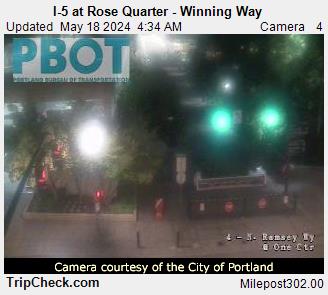 I-5 at Rose Quarter - Winning Way
Updated May 18 2024 4:34 AM Camera 4
PBOT
PORTLAND BUREAU OF TRANSPORTATION
4 - N. Ramsey Wy
@ One Ctr
Camera courtesy of the City of Portland
TripCheck.com Milepost302.00